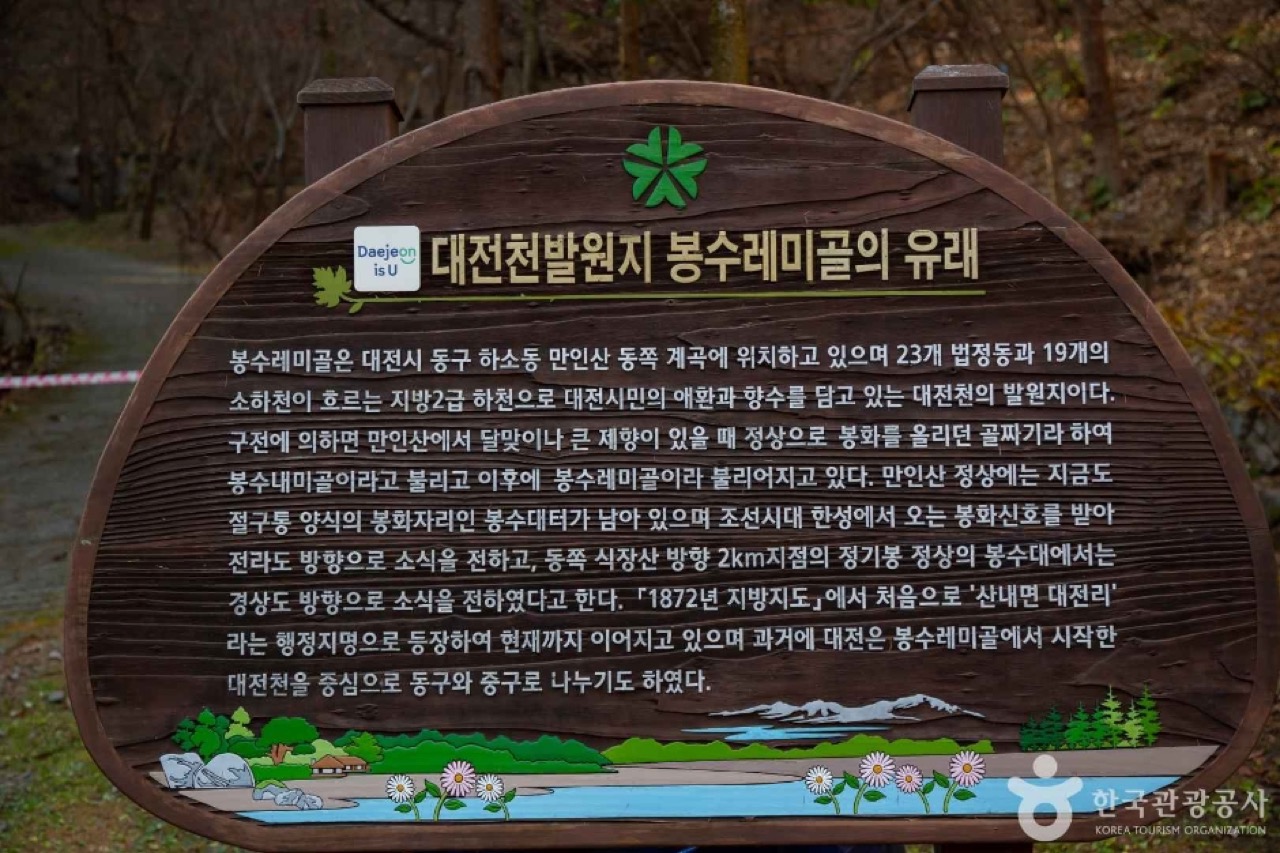 Daejeon
is U
대전천발원지 봉수레미골의 유래
봉수레미골은 대전시 동구 하소동 만인산 동쪽 계곡에 위치하고 있으며 23개 법정동과 19개의
소하천이 흐르는 지방2급 하천으로 대전시민의 애환과 향수를 담고 있는 대전천의 발원지이다.
구전에 의하면 만인산에서 달맞이나 큰 제향이 있을 때 정상으로 봉화를 올리던 골짜기라 하여
봉수내미골이라고 불리고 이후에 봉수레미골이라 불리어지고 있다. 만인산 정상에는 지금도
절구통 양식의 봉화자리인 봉수대터가 남아 있으며 조선시대 한성에서 오는 봉화신호를 받아
전라도 방향으로 소식을 전하고, 동쪽 식장산 방향 2km지점의 정기봉 정상의 봉수대에서는
경상도 방향으로 소식을 전하였다고 한다. 「1872년 지방지도」에서 처음으로 '산내면 대전리'
라는 행정지명으로 등장하여 현재까지 이어지고 있으며 과거에 대전은 봉수레미골에서 시작한
대전천을 중심으로 동구와 중구로 나누기도 하였다.
한국관광공사
KOREA TOURISM ORGANIZATION